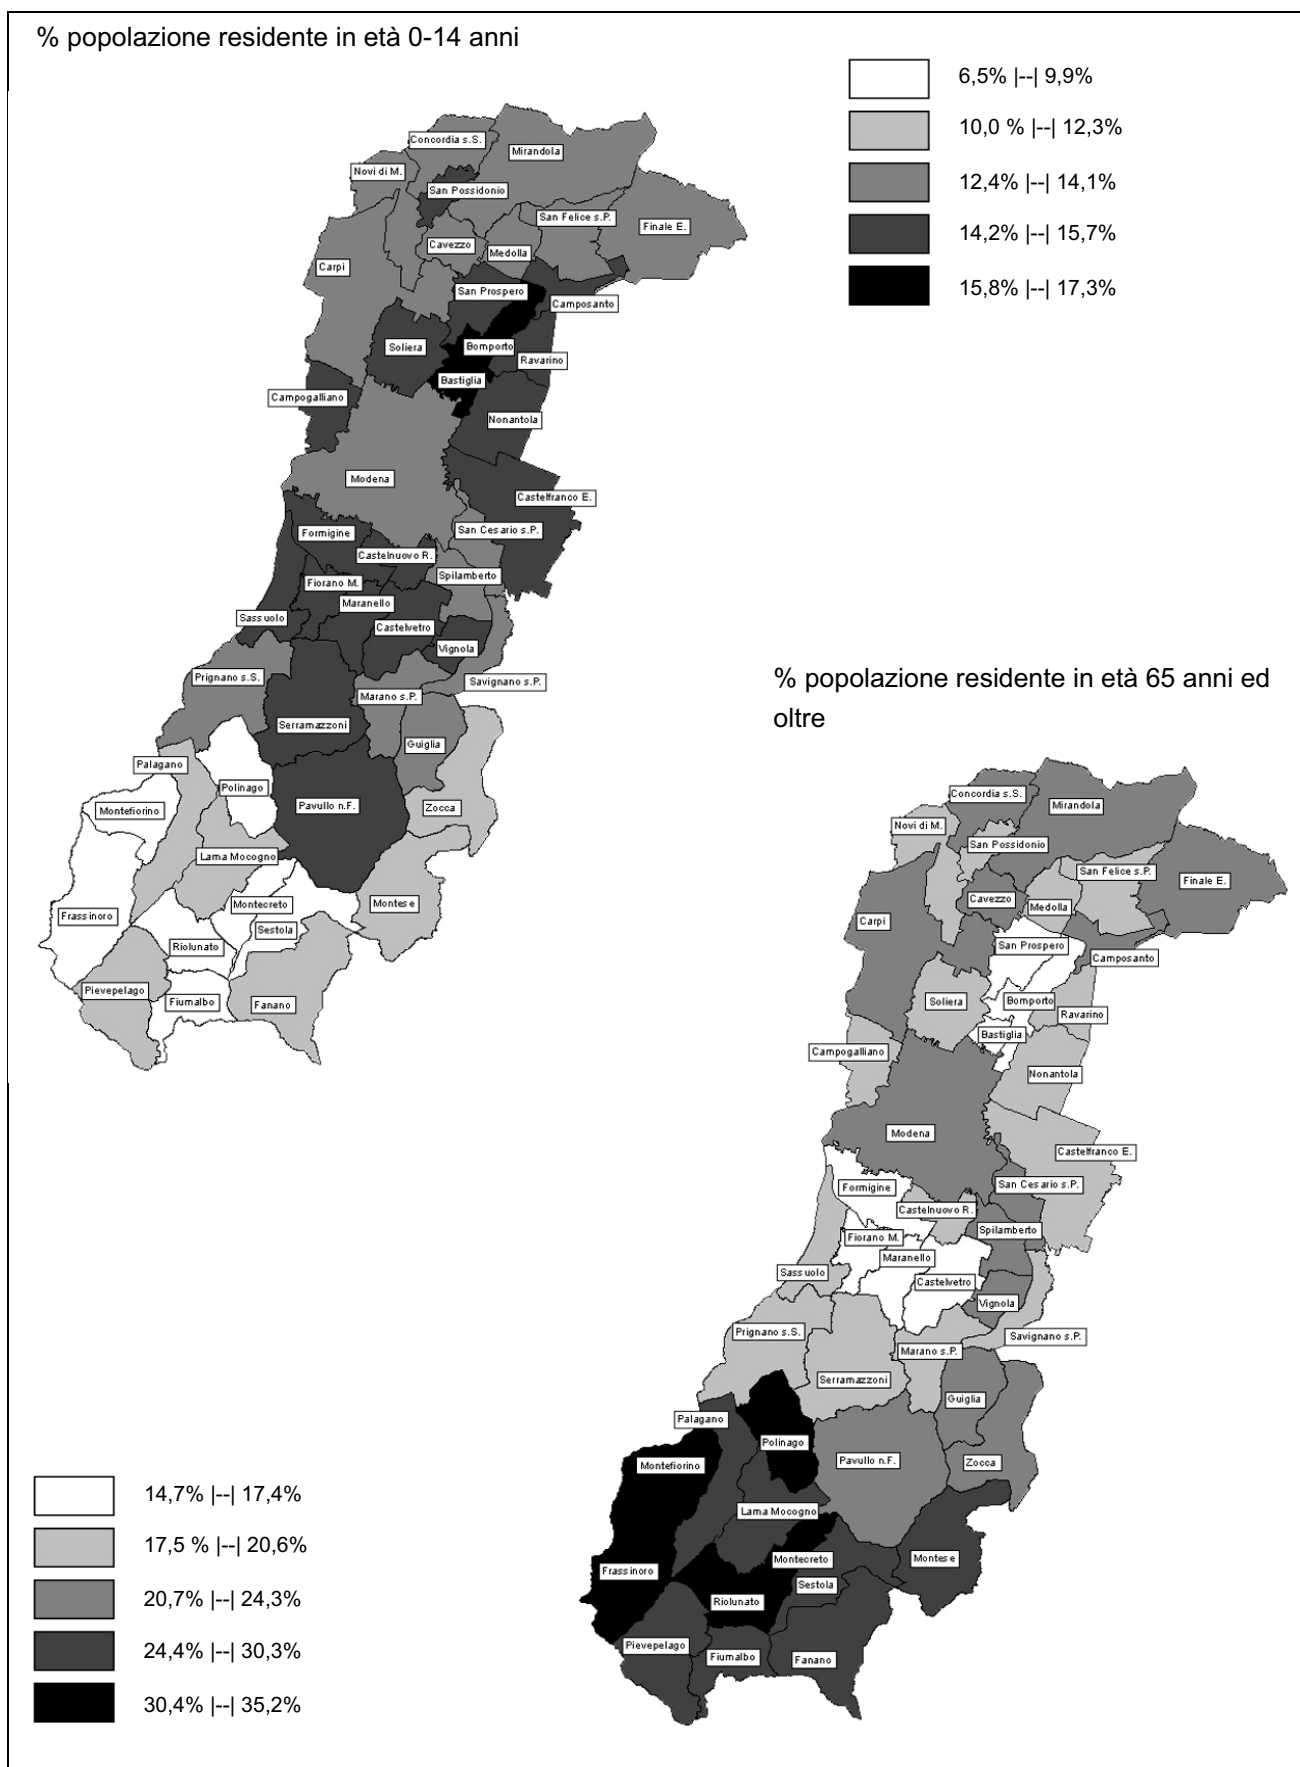 % popolazione residente in età 0-14 anni
6,5% |--| 9,9%
10,0 % |--| 12,3%
12,4% |--| 14,1%
14,2% |--| 15,7%
15,8% |--| 17,3%
Concordia s.S.
Mirandola
Novi di M.
San Possidonio
San Felice s.P.
Finale E.
Cavezzo
Medolla
Carpi
San Prospero
Camposanto
Soliera
Bomporto
Ravarino
Bastiglia
Campogalliano
Nonantola
Modena
Castelfranco E.
Formigine
San Cesario s.P.
Castelnuovo R.
Spilamberto
Fiorano M.
Maranello
Sassuolo
Castelvetro
Vignola
Prignano s.S.
Savignano s.P.
Marano s.P.
Serramazzoni
Guiglia
Palagano
Polinago
Montefiorino
Pavullo n.F.
Zocca
Lama Mocogno
Montecreto
Montese
Frassinoro
Sestola
Riolunato
Pievepelago
Fiumalbo
Fanano
% popolazione residente in età 65 anni ed
oltre
Concordia s.S.
Mirandola
Novi di M.
San Possidonio
San Felice s.P.
Finale E.
Cavezzo
Medolla
Carpi
San Prospero
Camposanto
Soliera
Bomporto
Ravarino
Bastiglia
Campogalliano
Nonantola
Modena
Castelfranco E.
Formigine
San Cesario s.P.
Castelnuovo R.
Spilamberto
Fiorano M.
Maranello
Sassuolo
Castelvetro
Vignola
Prignano s.S.
Savignano s.P.
Marano s.P.
Serramazzoni
Guiglia
Palagano
Polinago
Montefiorino
Pavullo n.F.
Zocca
Lama Mocogno
Montecreto
Montese
Frassinoro
Sestola
Riolunato
Pievepelago
Fiumalbo
Fanano
14,7% |--| 17,4%
17,5 % |--| 20,6%
20,7% |--| 24,3%
24,4% |--| 30,3%
30,4% |--| 35,2%